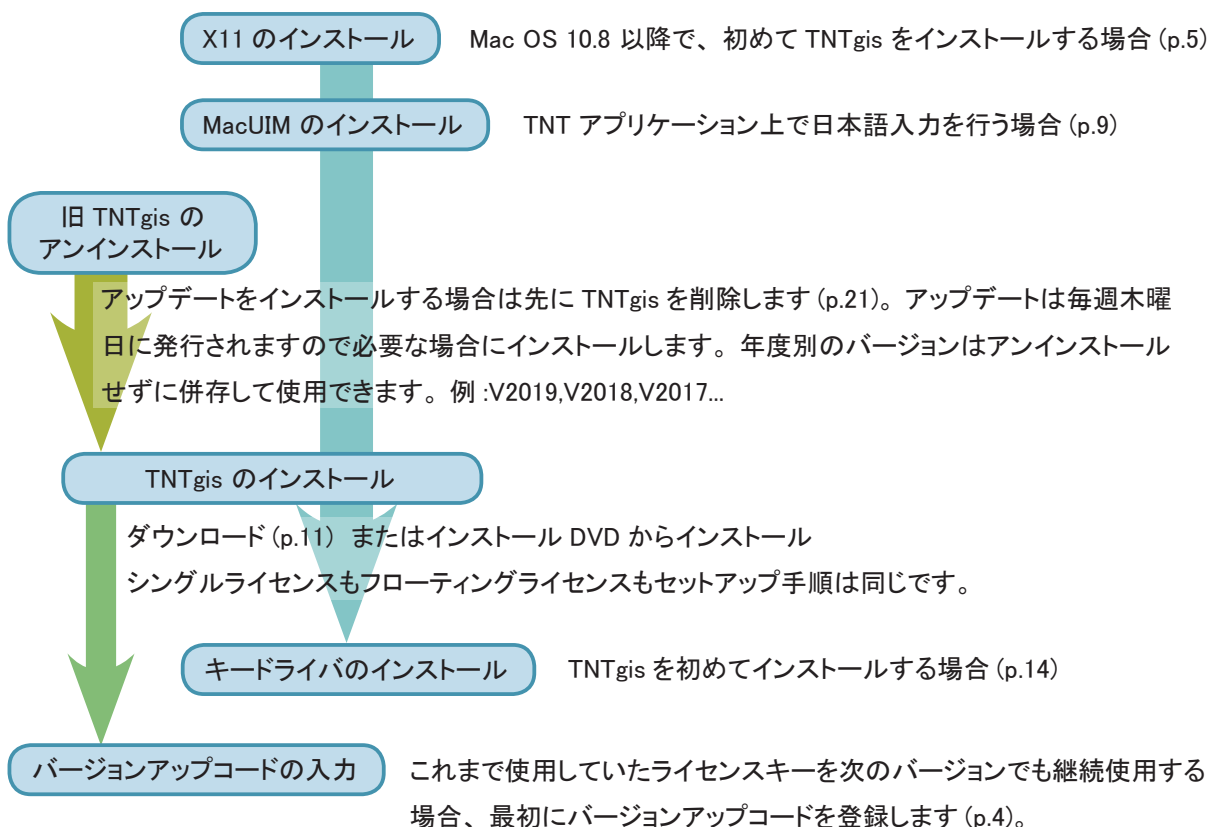 X11 のインストール
Mac OS 10.8 以降で、初めて TNTgis をインストールする場合 (p.5)
MacUIM のインストール
TNT アプリケーション上で日本語入力を行う場合 (p.9)
旧 TNTgis の
アンインストール
アップデートをインストールする場合は先に TNTgis を削除します (p.21)。アップデートは毎週木曜
日に発行されますので必要な場合にインストールします。年度別のバージョンはアンインストール
せずに併存して使用できます。例 :V2019,V2018,V2017...
TNTgis のインストール
ダウンロード (p.11) またはインストール DVD からインストール
シングルライセンスもフローティングライセンスもセットアップ手順は同じです。
キードライバのインストール
TNTgis を初めてインストールする場合 (p.14)
バージョンアップコードの入力
これまで使用していたライセンスキーを次のバージョンでも継続使用する
場合、最初にバージョンアップコードを登録します (p.4)。